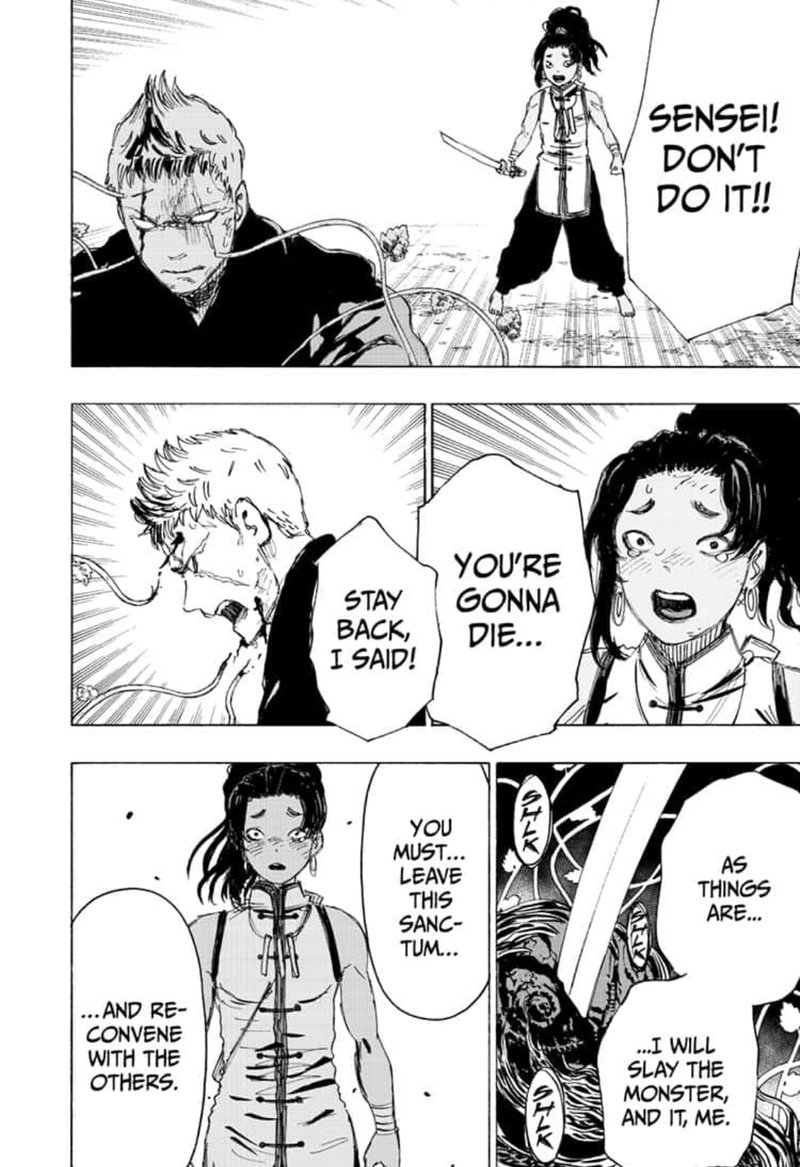 SENSEI!
DON'T
DO IT!!
YOU'RE
GONNA
DIE...
STAY
BACK,
I SAID!
SHLK
AS
THINGS
ARE...
SHLK
...I WILL
SLAY THE
MONSTER,
AND IT, ME.
SHLK
YOU
MUST...
LEAVE
THIS
SANC-
TUM...
...AND RE-
CONVENE
WITH THE
OTHERS.